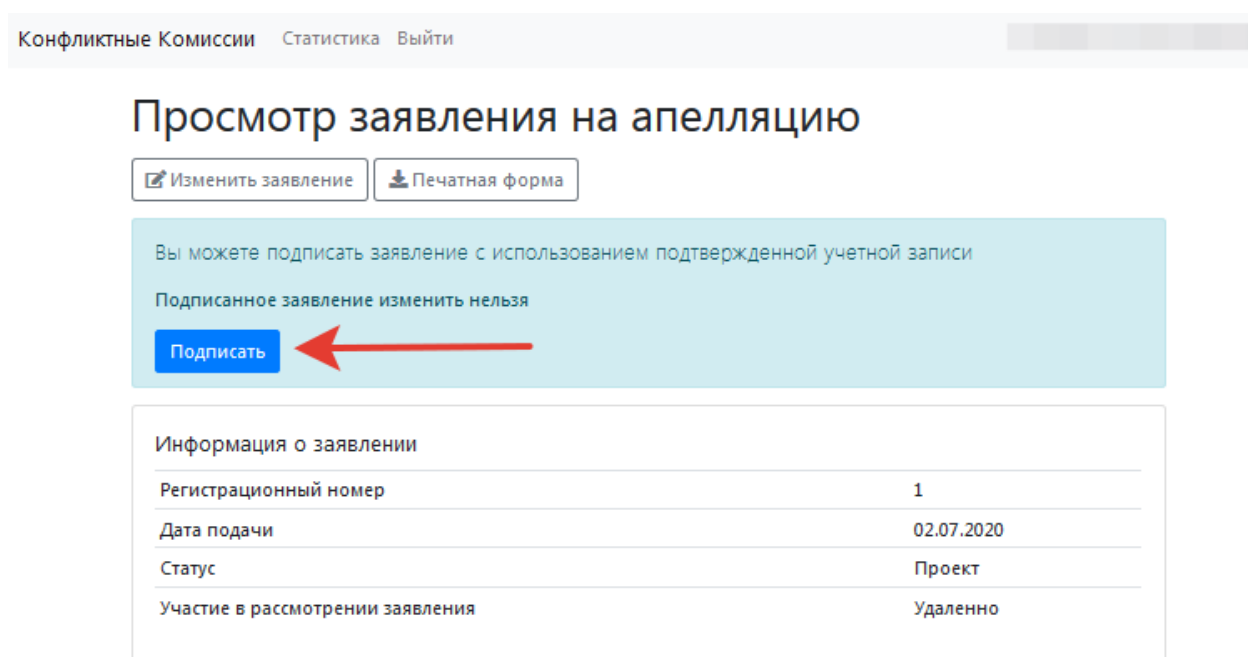 Конфликтные Комиссии Статистика Выйти
Просмотр заявления на апелляцию
Изменить заявление Печатная форма
Вы можете подписать заявление с использованием подтвержденной учетной записи
Подписанное заявление изменить нельзя
Подписать
Информация о заявлении
Регистрационный номер 1
Дата подачи 02.07.2020
Статус Проект
Участие в рассмотрении заявления Удаленно